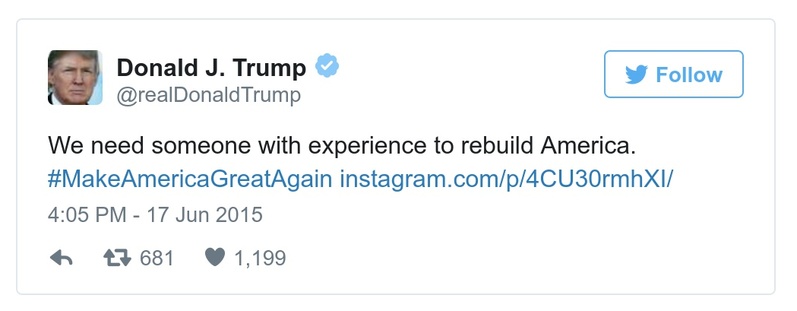 Donald J. Trump
@realDonaldTrump
Follow
We need someone with experience to rebuild America.
#MakeAmericaGreatAgain instagram.com/p/4CU30rmhXI/
4:05 PM - 17 Jun 2015
681 1,199